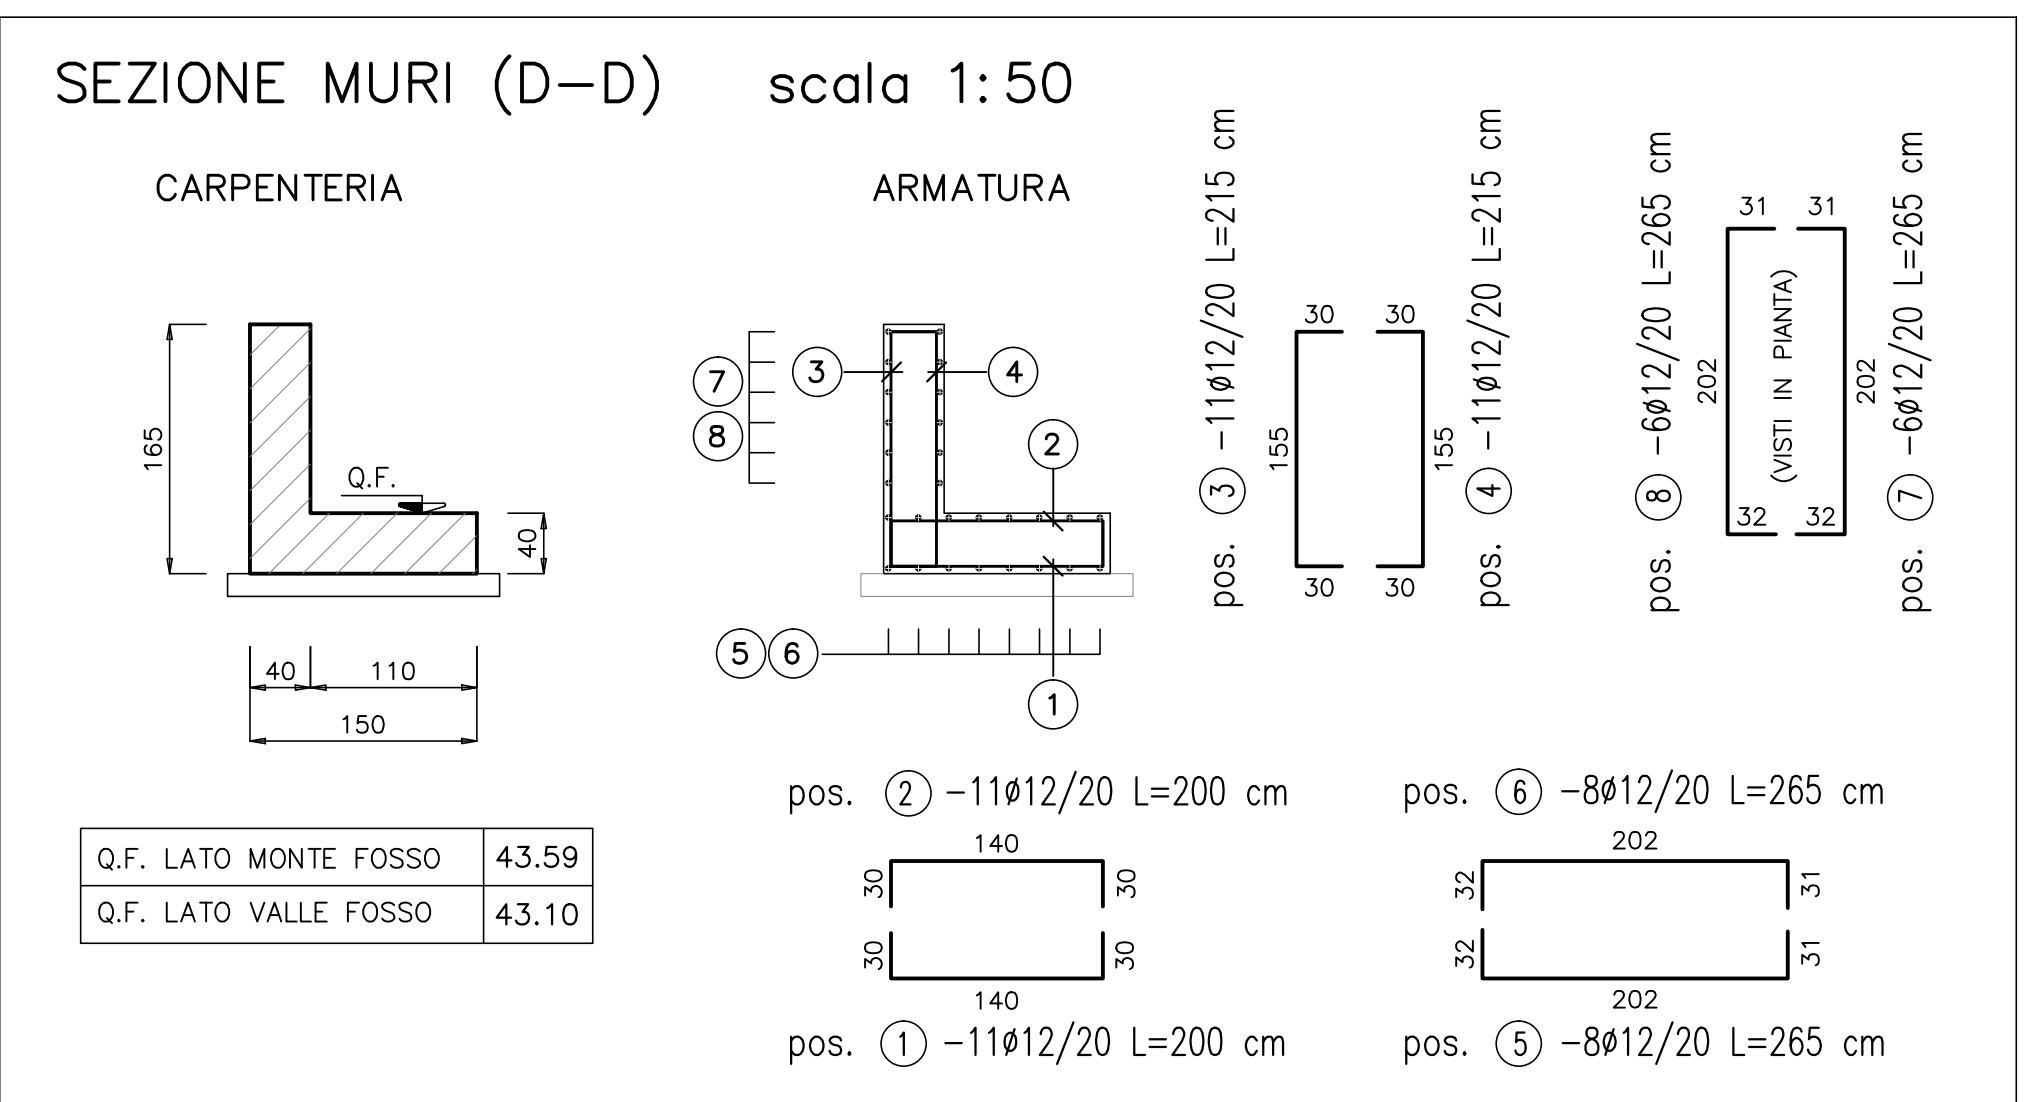 SEZIONE MURI (D-D) scala 1:50
CARPENTERIA
ARMATURA
165
Q.F.
40
40
110
150
Q.F. LATO MONTE FOSSO 43.59
Q.F. LATO VALLE FOSSO 43.10
7
8
3
4
2
5
6
1
pos. 3 -11ø12/20 L=215 cm
30
30
155
155
30
30
pos. 4 -11ø12/20 L=215 cm
pos. 8 -6ø12/20 L=265 cm
31
31
202
(VISTI IN PIANTA)
202
32
32
pos. 7 -6ø12/20 L=265 cm
pos. 2 -11ø12/20 L=200 cm
140
30
30
30
30
140
pos. 1 -11ø12/20 L=200 cm
pos. 6 -8ø12/20 L=265 cm
202
32
31
32
31
202
pos. 5 -8ø12/20 L=265 cm